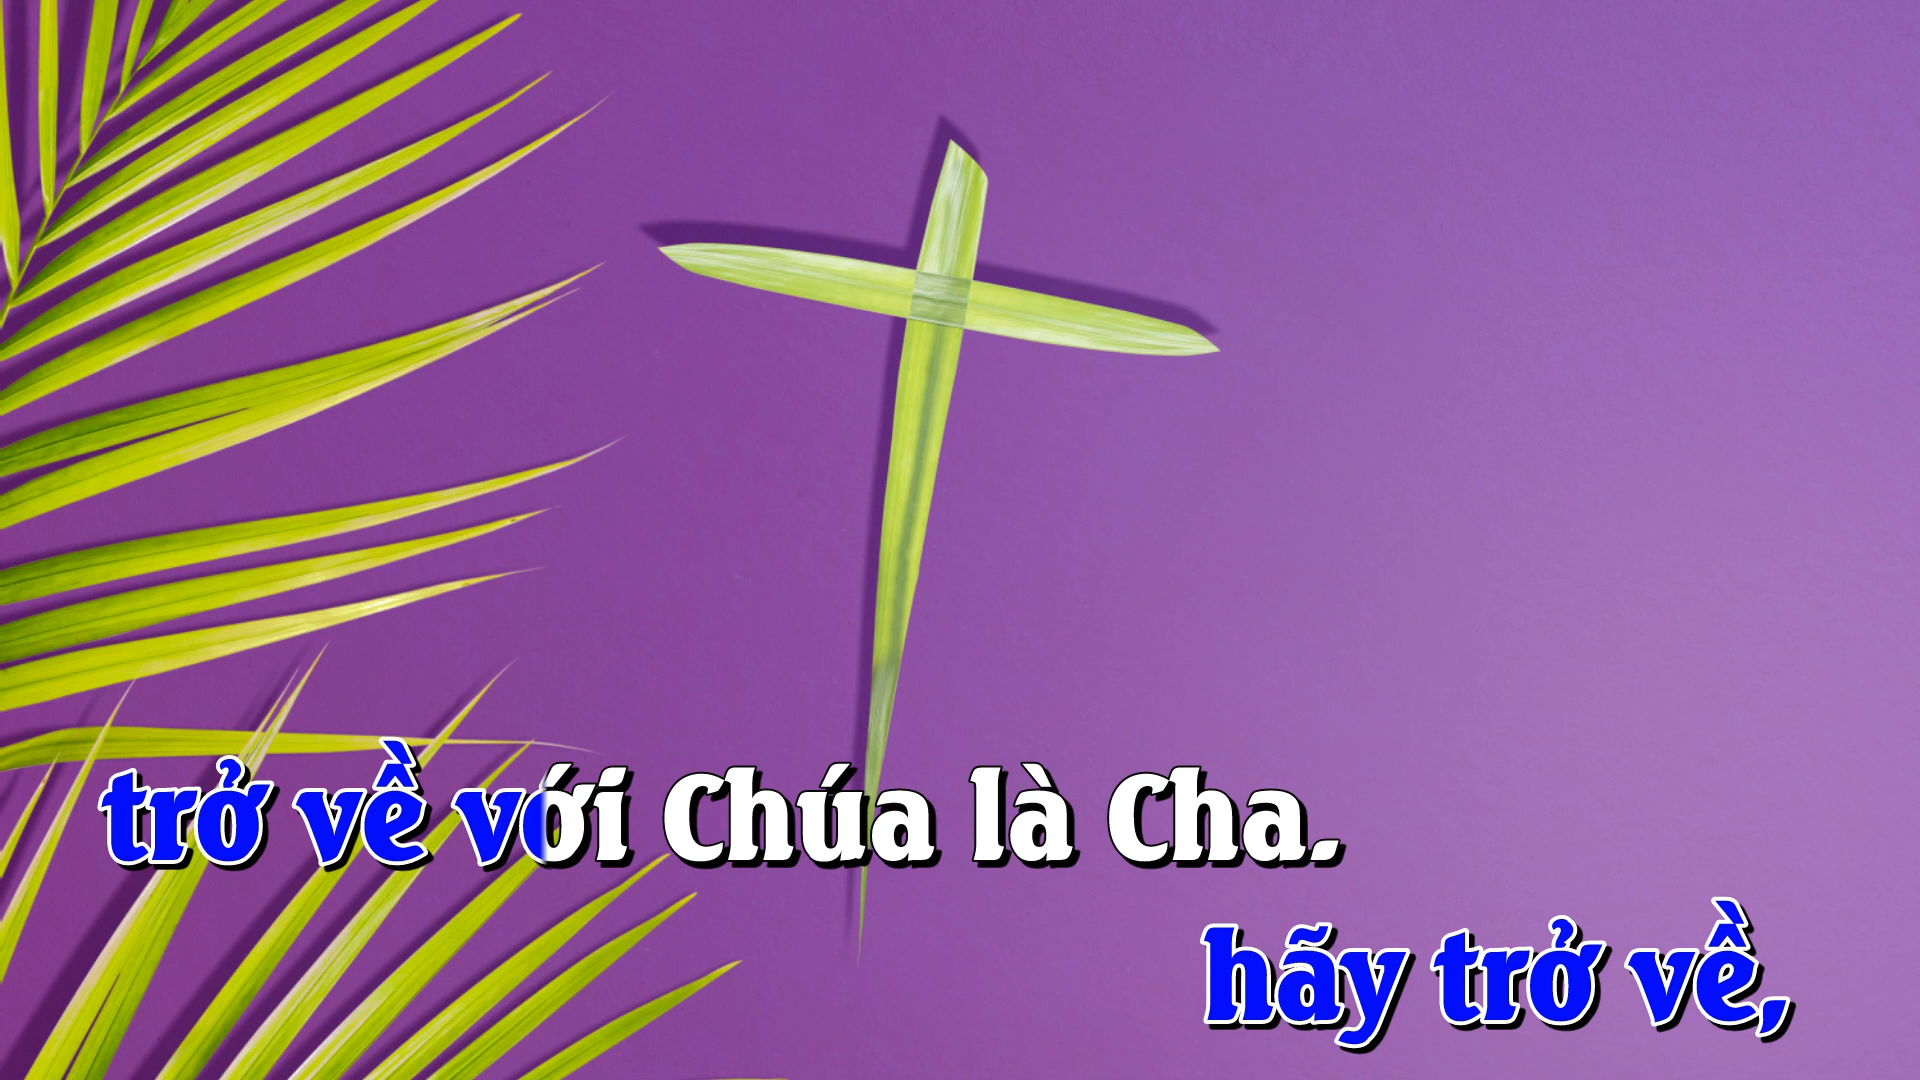 trở về với Chúa là Cha.
hãy trở về,